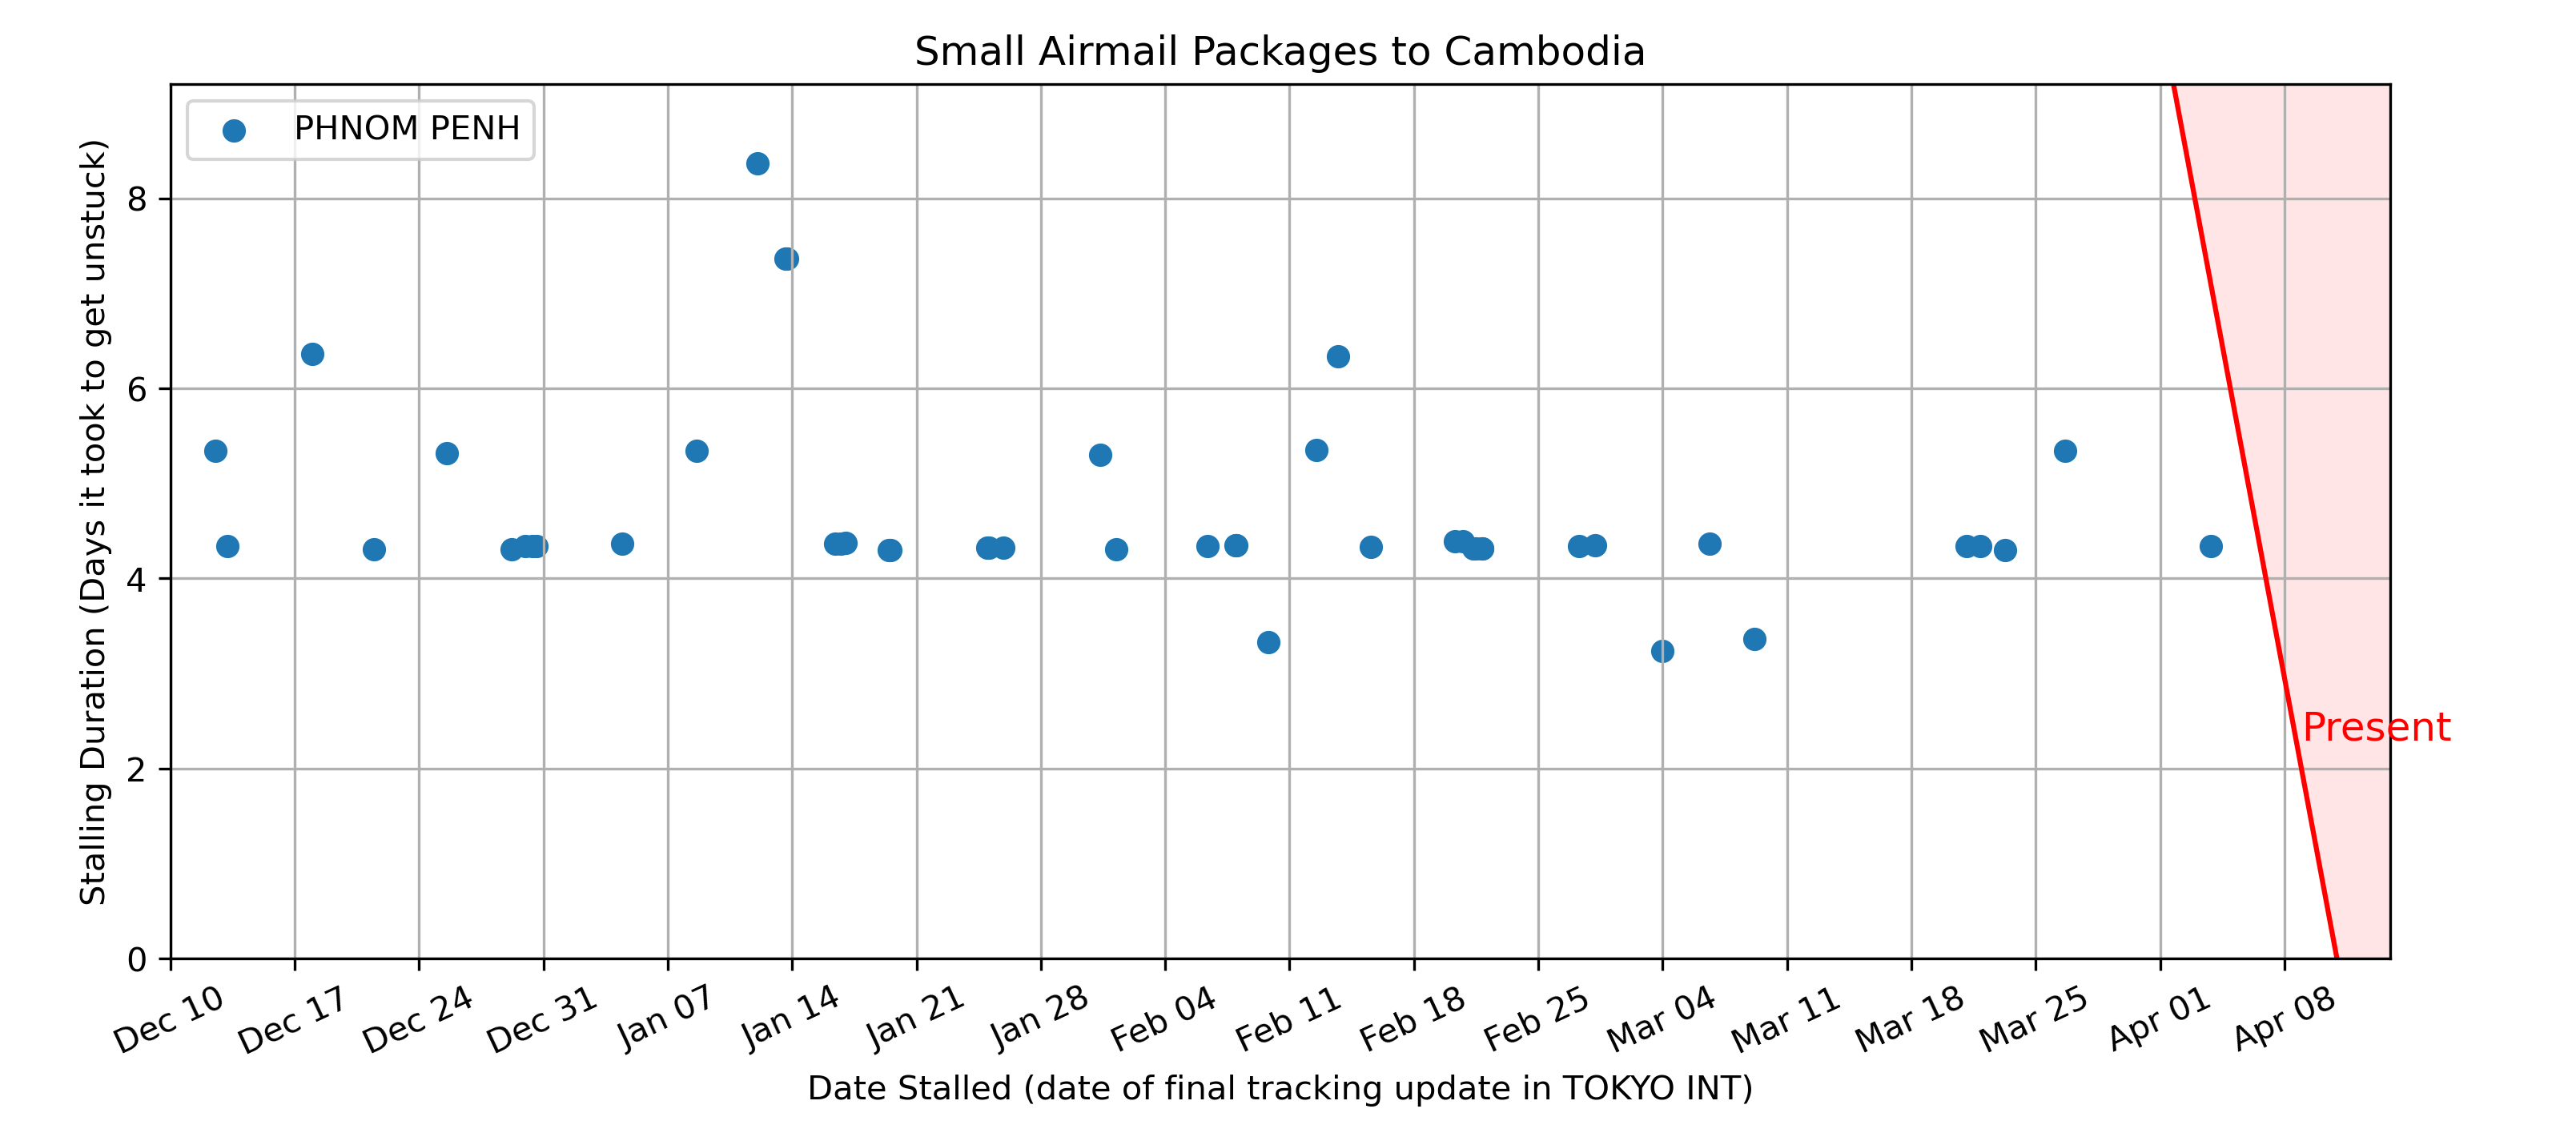 Small Airmail Packages to Cambodia
PHNOM PENH
Stalling Duration (Days it took to get unstuck)
8
6
4
2
0
Present
Dec 10
Dec 17
Dec 24
Dec 31
Jan 07
Jan 14
Jan 21
Jan 28
Feb 04
Feb 11
Feb 18
Feb 25
Mar 04
Mar 11
Mar 18
Mar 25
Apr 01
Apr 08
Date Stalled (date of final tracking update in TOKYO INT)